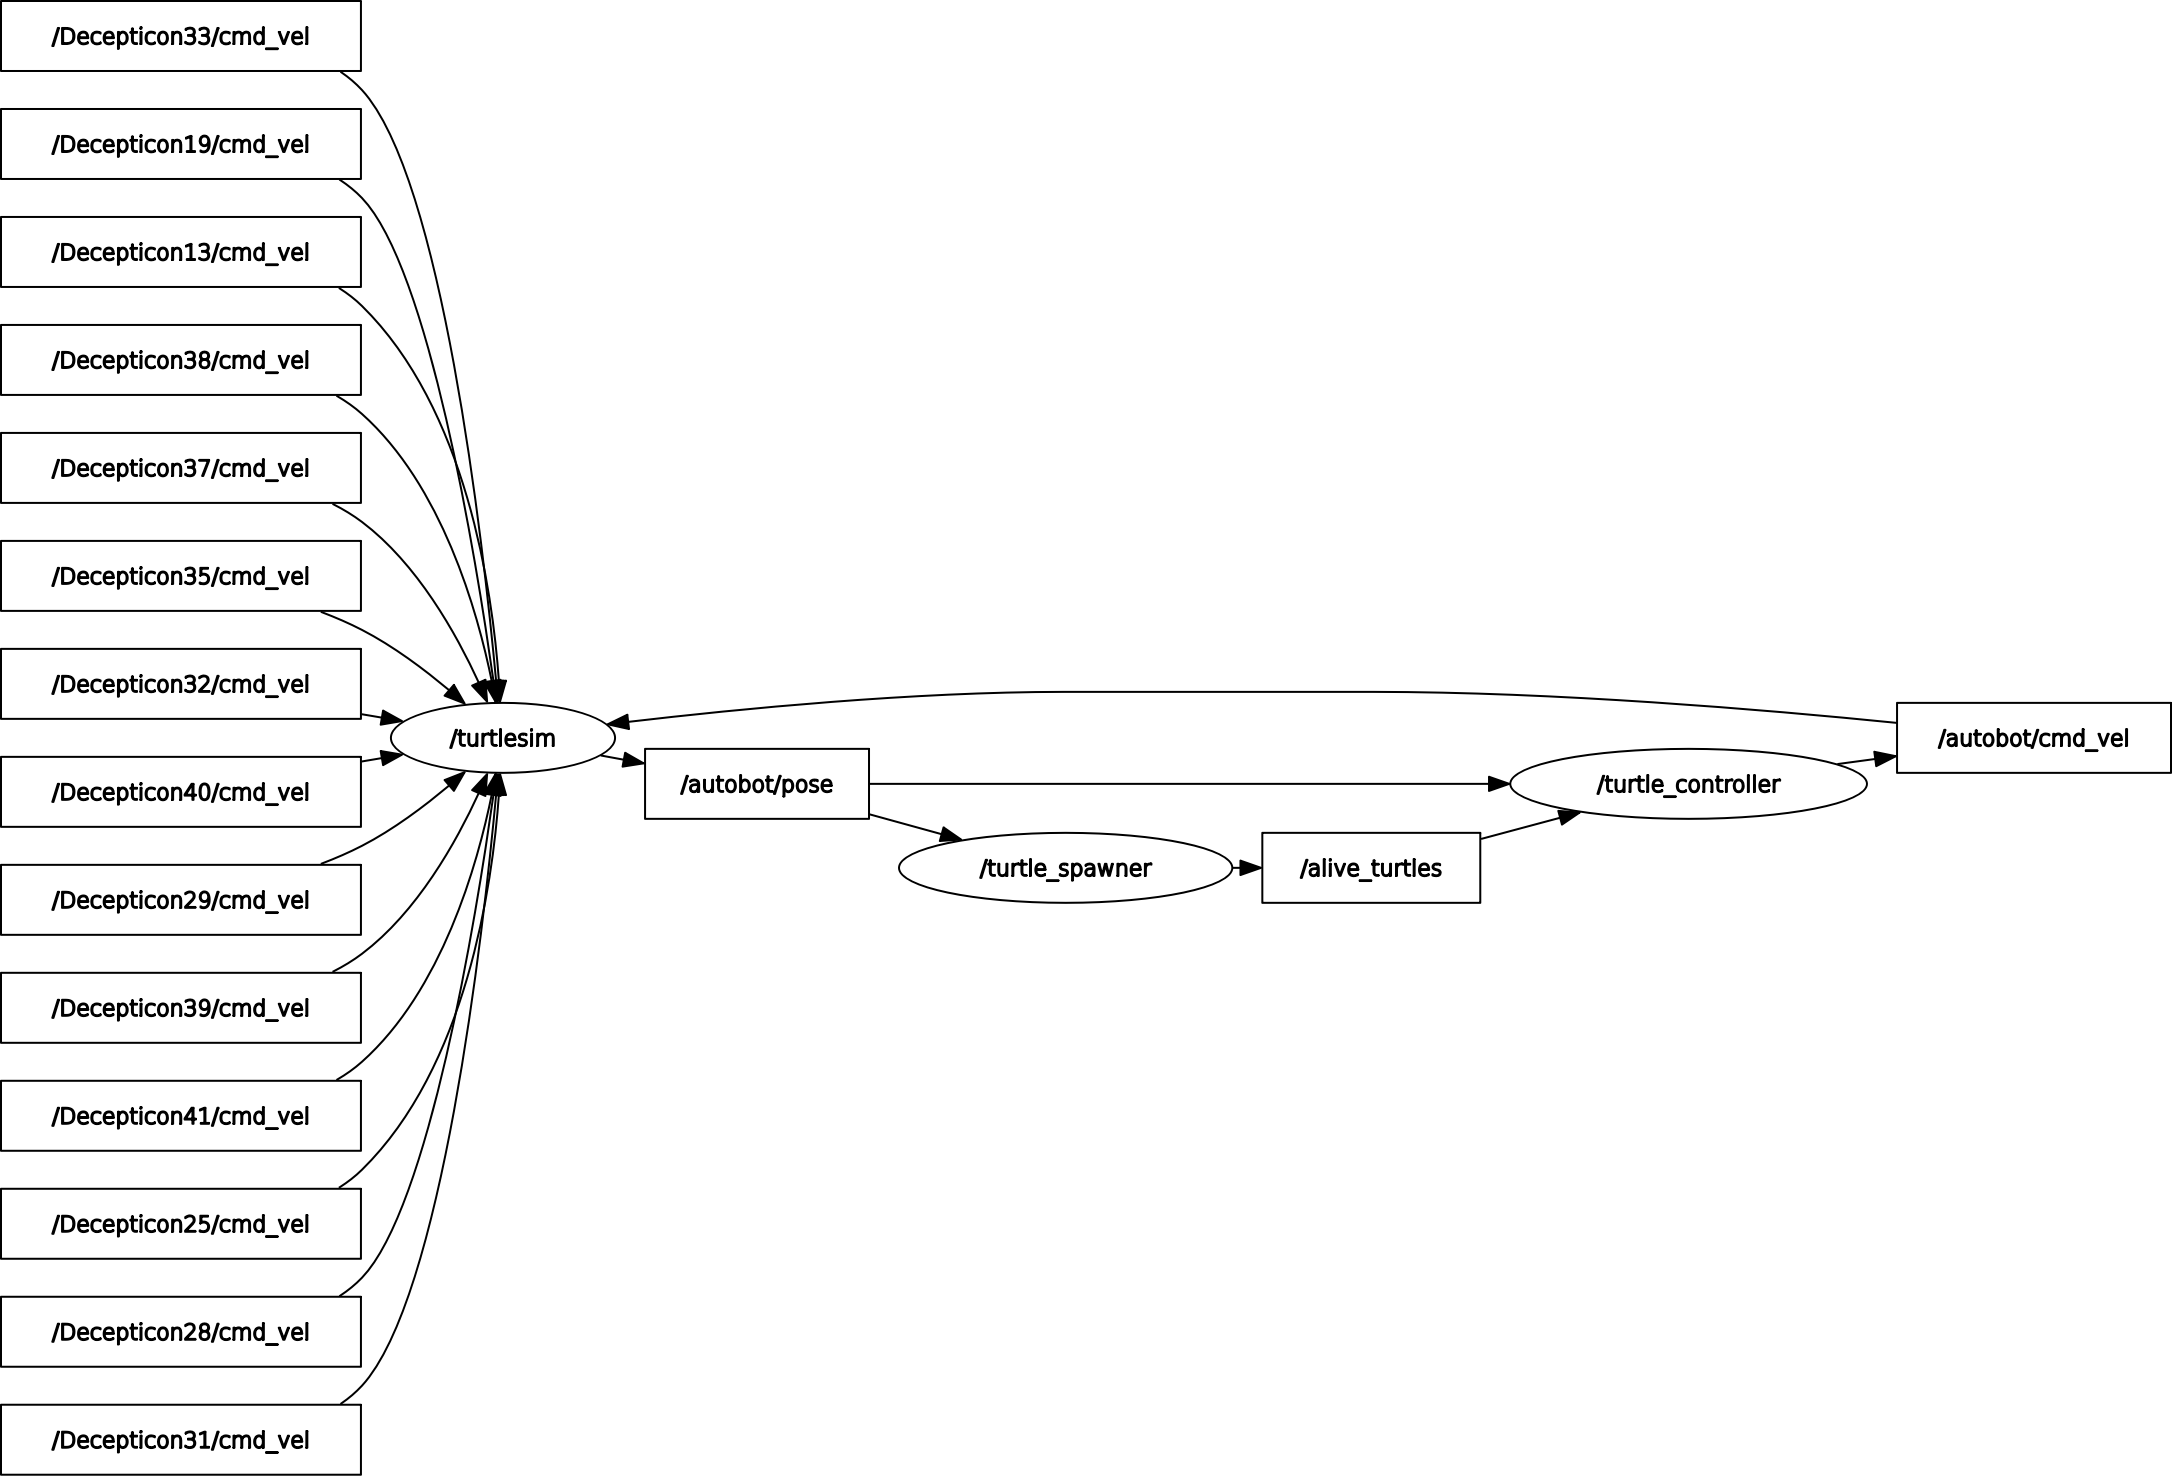 /Decepticon33/cmd_vel
/Decepticon19/cmd_vel
/Decepticon13/cmd_vel
/Decepticon38/cmd_vel
/Decepticon37/cmd_vel
/Decepticon35/cmd_vel
/Decepticon32/cmd_vel
/Decepticon40/cmd_vel
/Decepticon29/cmd_vel
/Decepticon39/cmd_vel
/Decepticon41/cmd_vel
/Decepticon25/cmd_vel
/Decepticon28/cmd_vel
/Decepticon31/cmd_vel
/turtlesim
/autobot/pose
/turtle_spawner
/alive_turtles
/turtle_controller
/autobot/cmd_vel